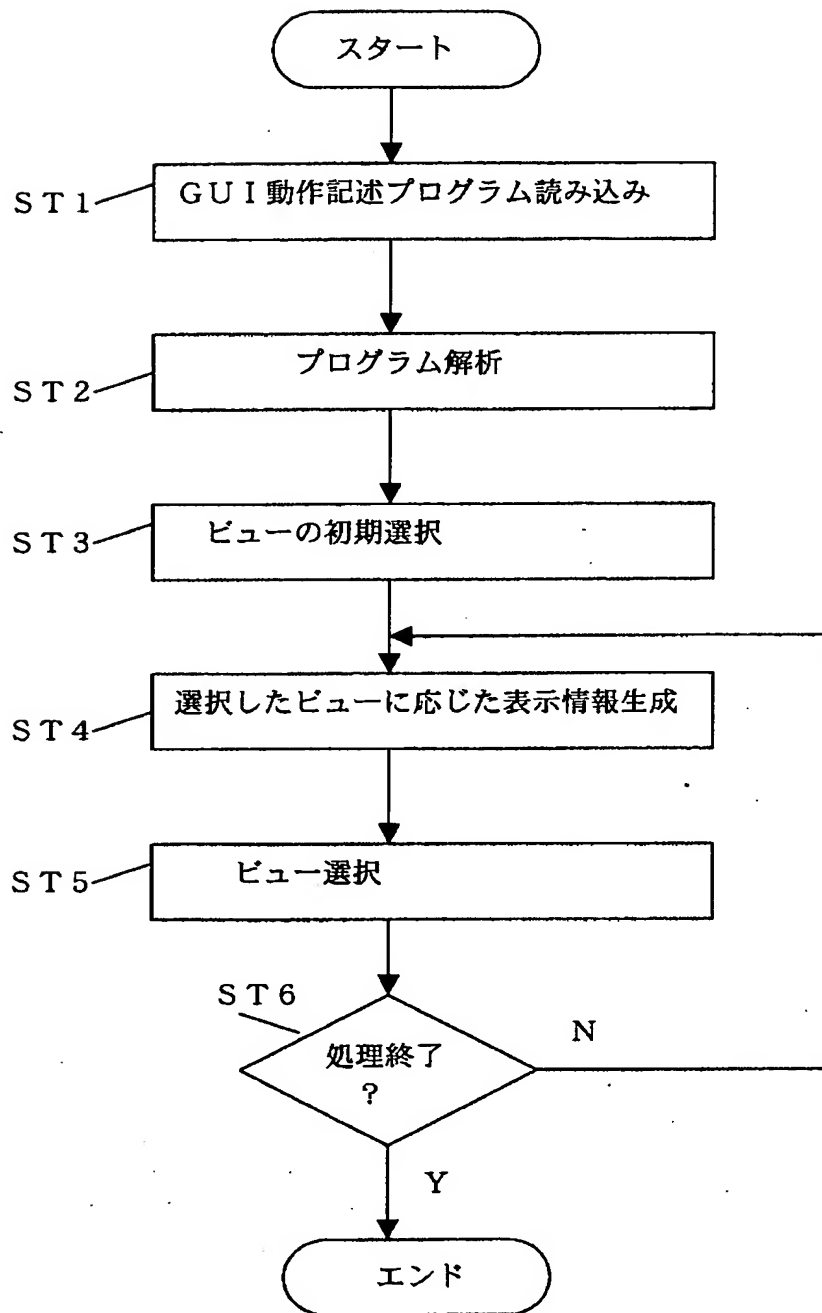 スタート
ST1
GUI動作記述プログラム読み込み
ST2
プログラム解析
ST3
ビューの初期選択
ST4
選択したビューに応じた表示情報生成
ST5
ビュー選択
ST6
処理終了
?
N
Y
エンド